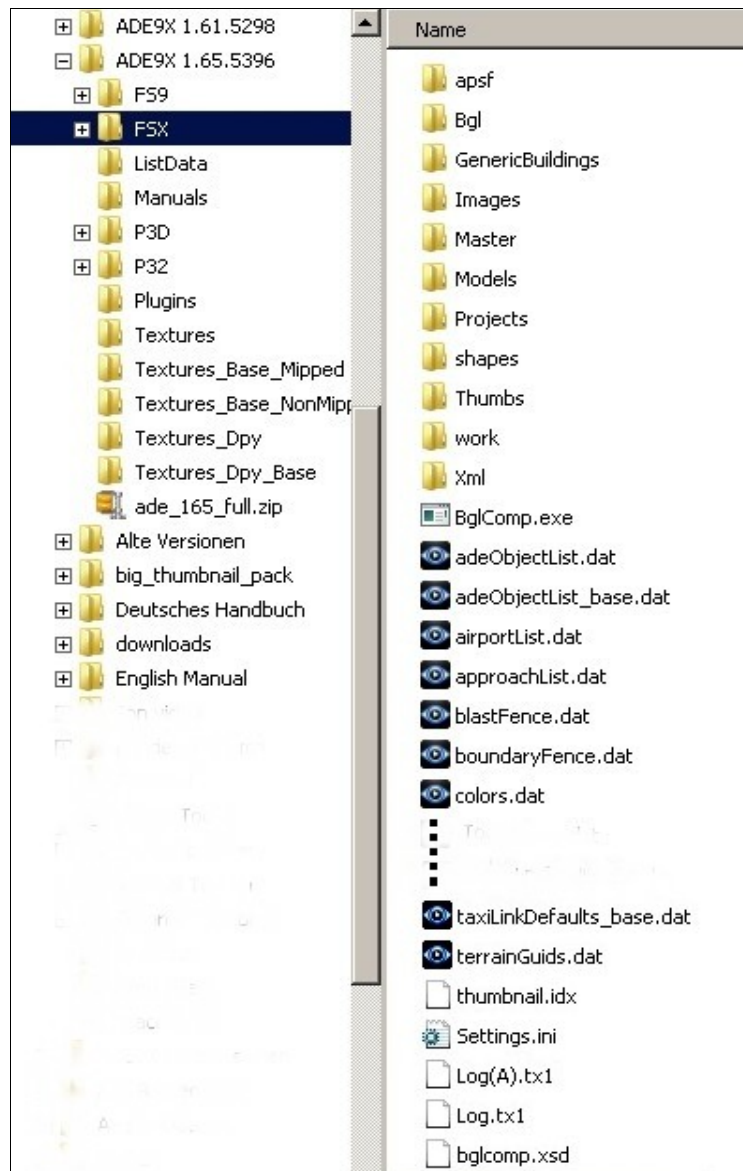 ADE9X 1.61.5298
ADE9X 1.65.5396
FS9
FSX
ListData
Manuals
P3D
P32
Plugins
Textures
Textures_Base_Mipped
Textures_Base_NonMipp
Textures_Dpy
Textures_Dpy_Base
ade_165_full.zip
Alte Versionen
big_thumbnail_pack
Deutsches Handbuch
downloads
English Manual
Name
apsf
Bgl
GenericBuildings
Images
Master
Models
Projects
shapes
Thumbs
work
Xml
BglComp.exe
adeObjectList.dat
adeObjectList_base.dat
airportList.dat
approachList.dat
blastFence.dat
boundaryFence.dat
colors.dat
taxiLinkDefaults_base.dat
terrainGuids.dat
thumbnail.idx
Settings.ini
Log(A).tx1
Log.tx1
bglcomp.xsd